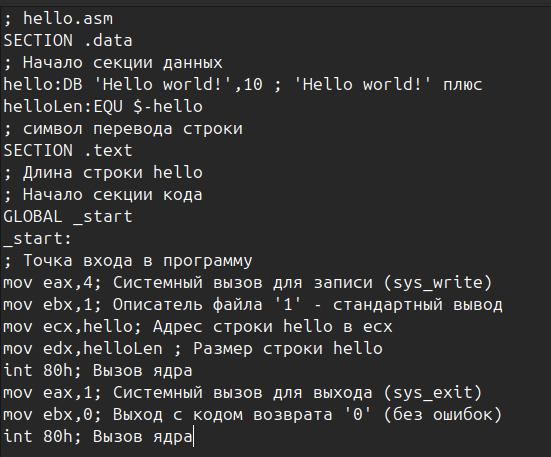 ; hello.asm
SECTION .data
; Начало секции данных
hello:DB 'Hello world!',10 ; 'Hello world!' плюс
helloLen:EQU $-hello
; символ перевода строки
SECTION .text
; Длина строки hello
; Начало секции кода
GLOBAL _start
_start:
; Точка входа в программу
mov eax,4; Системный вызов для записи (sys_write)
mov ebx,1; Описатель файла '1' - стандартный вывод
mov ecx,hello; Адрес строки hello в ecx
mov edx,helloLen ; Размер строки hello
int 80h; Вызов ядра
mov eax,1; Системный вызов для выхода (sys_exit)
mov ebx,0; Выход с кодом возврата '0' (без ошибок)
int 80h; Вызов ядра